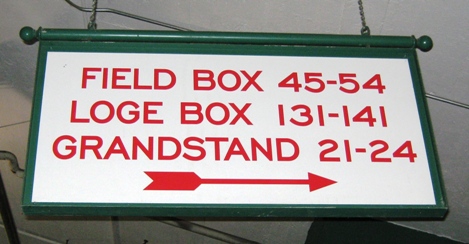 FIELD BOX 45-54
LOGE BOX 131-141
GRANDSTAND 21-24